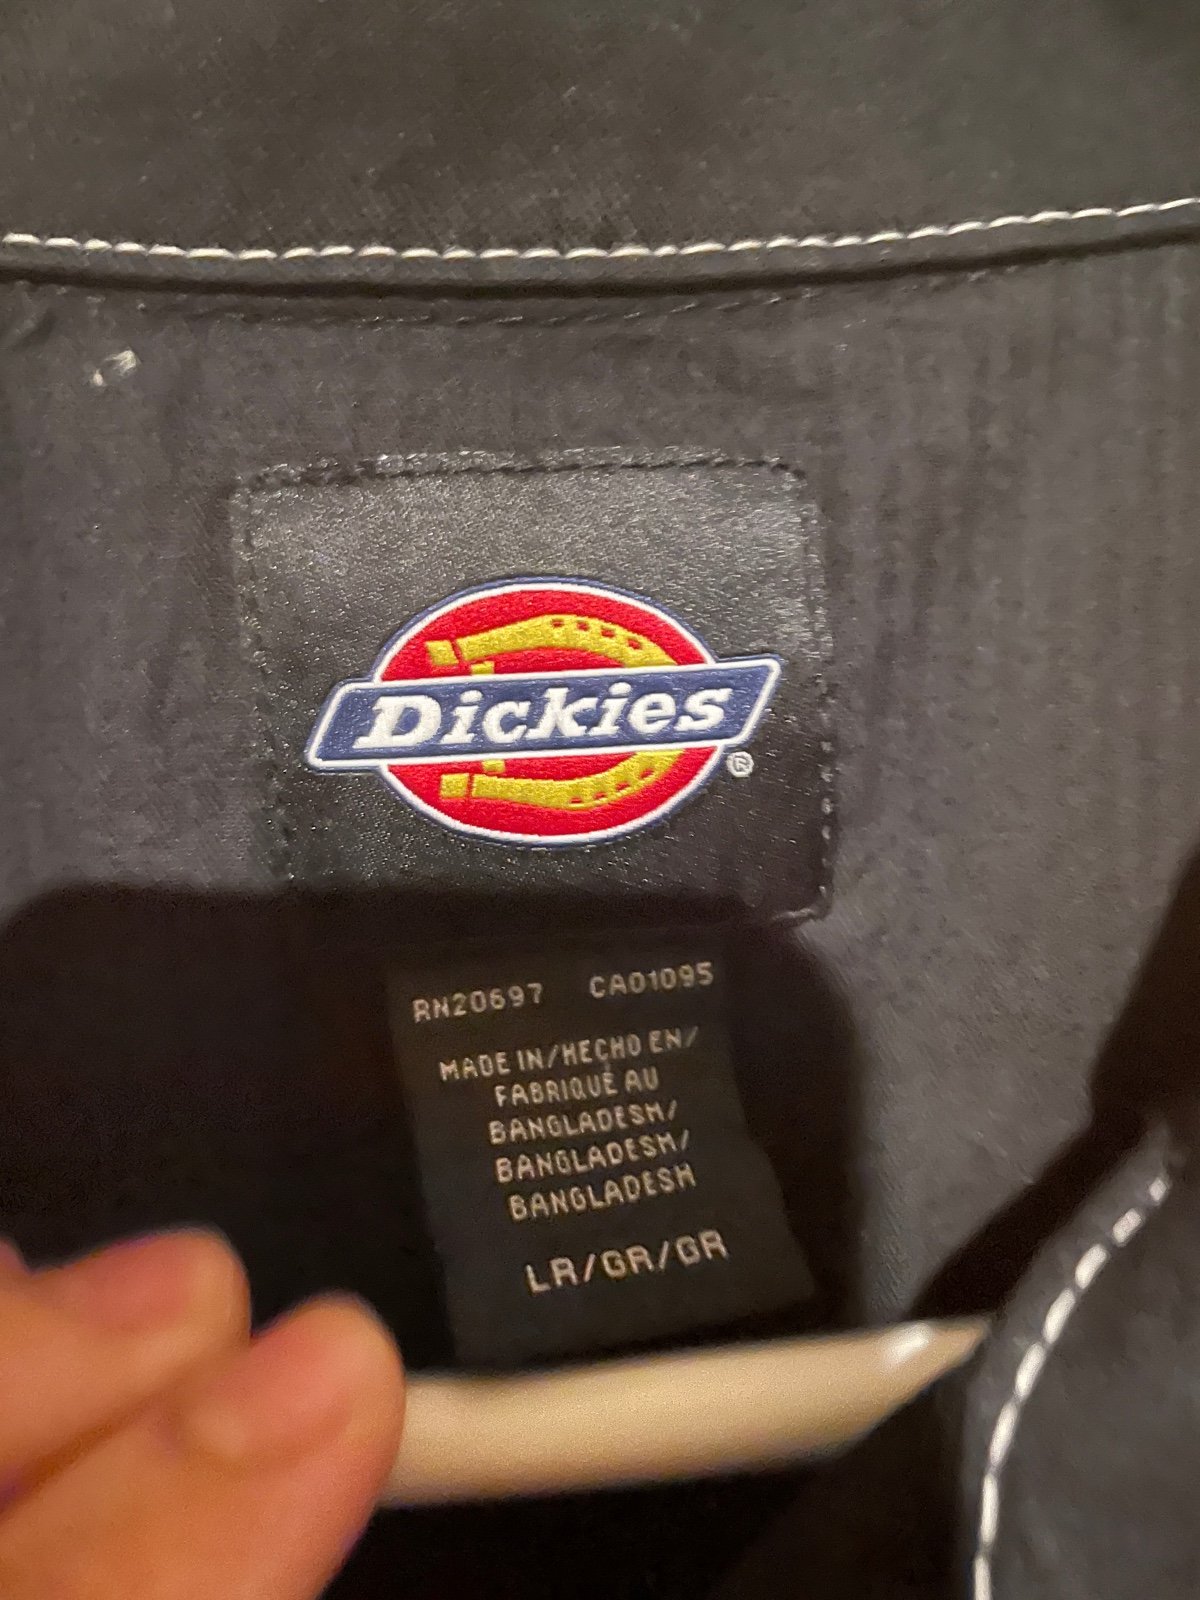 Dickies
®
RN20697 CA01095
MADE IN/HECHO EN/
FABRIQUÉ AU
BANGLADESH/
BANGLADESH/
BANGLADESH
LR/GR/GR